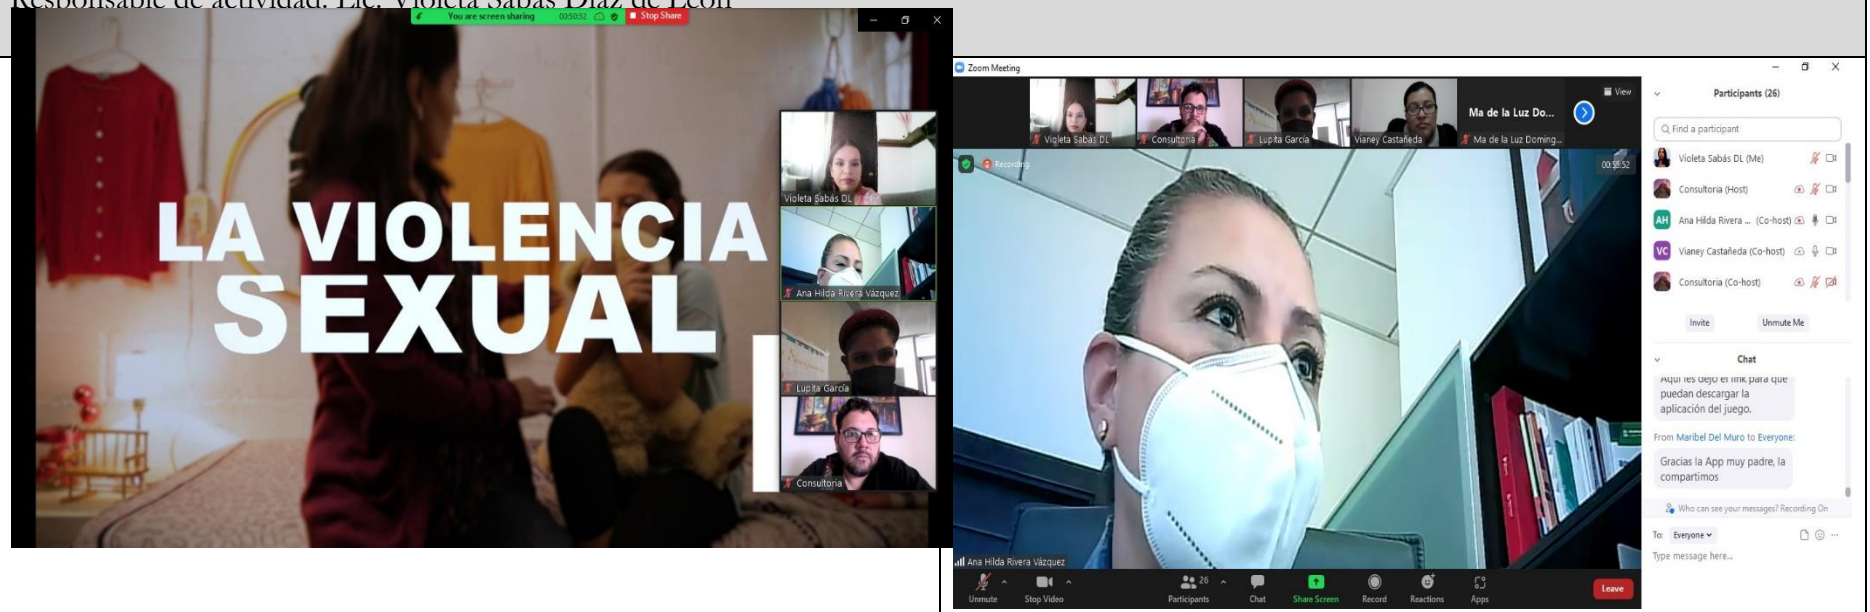 Responsable de actividad: Lic. Violeta Sabás Díaz de León
You are screen sharing 00:50:52 Stop Share
LA VIOLENCIA
SEXUAL
Violeta Sabás DL
Ana Hilda Rivera Vázquez
Lupita García
Consultoria
Zoom Meeting
View
Ma de la Luz Do...
Violeta Sabás DL
Consultoria
Lupita García
Vianey Castañeda
Ma de la Luz Doming...
Recording
00:55:52
Ana Hilda Rivera Vázquez
Unmute
Stop Video
26
Participants
Chat
Share Screen
Record
Reactions
Apps
Leave
Participants (26)
Find a participant
Violeta Sabás DL (Me)
Consultoria (Host)
AH Ana Hilda Rivera ... (Co-host)
VC Vianey Castañeda (Co-host)
Consultoria (Co-host)
Invite
Unmute Me
Chat
Aquí les dejo el link para que
puedan descargar la
aplicación del juego.
From Maribel Del Muro to Everyone:
Gracias la App muy padre, la
compartimos
Who can see your messages? Recording On
To: Everyone
Type message here...